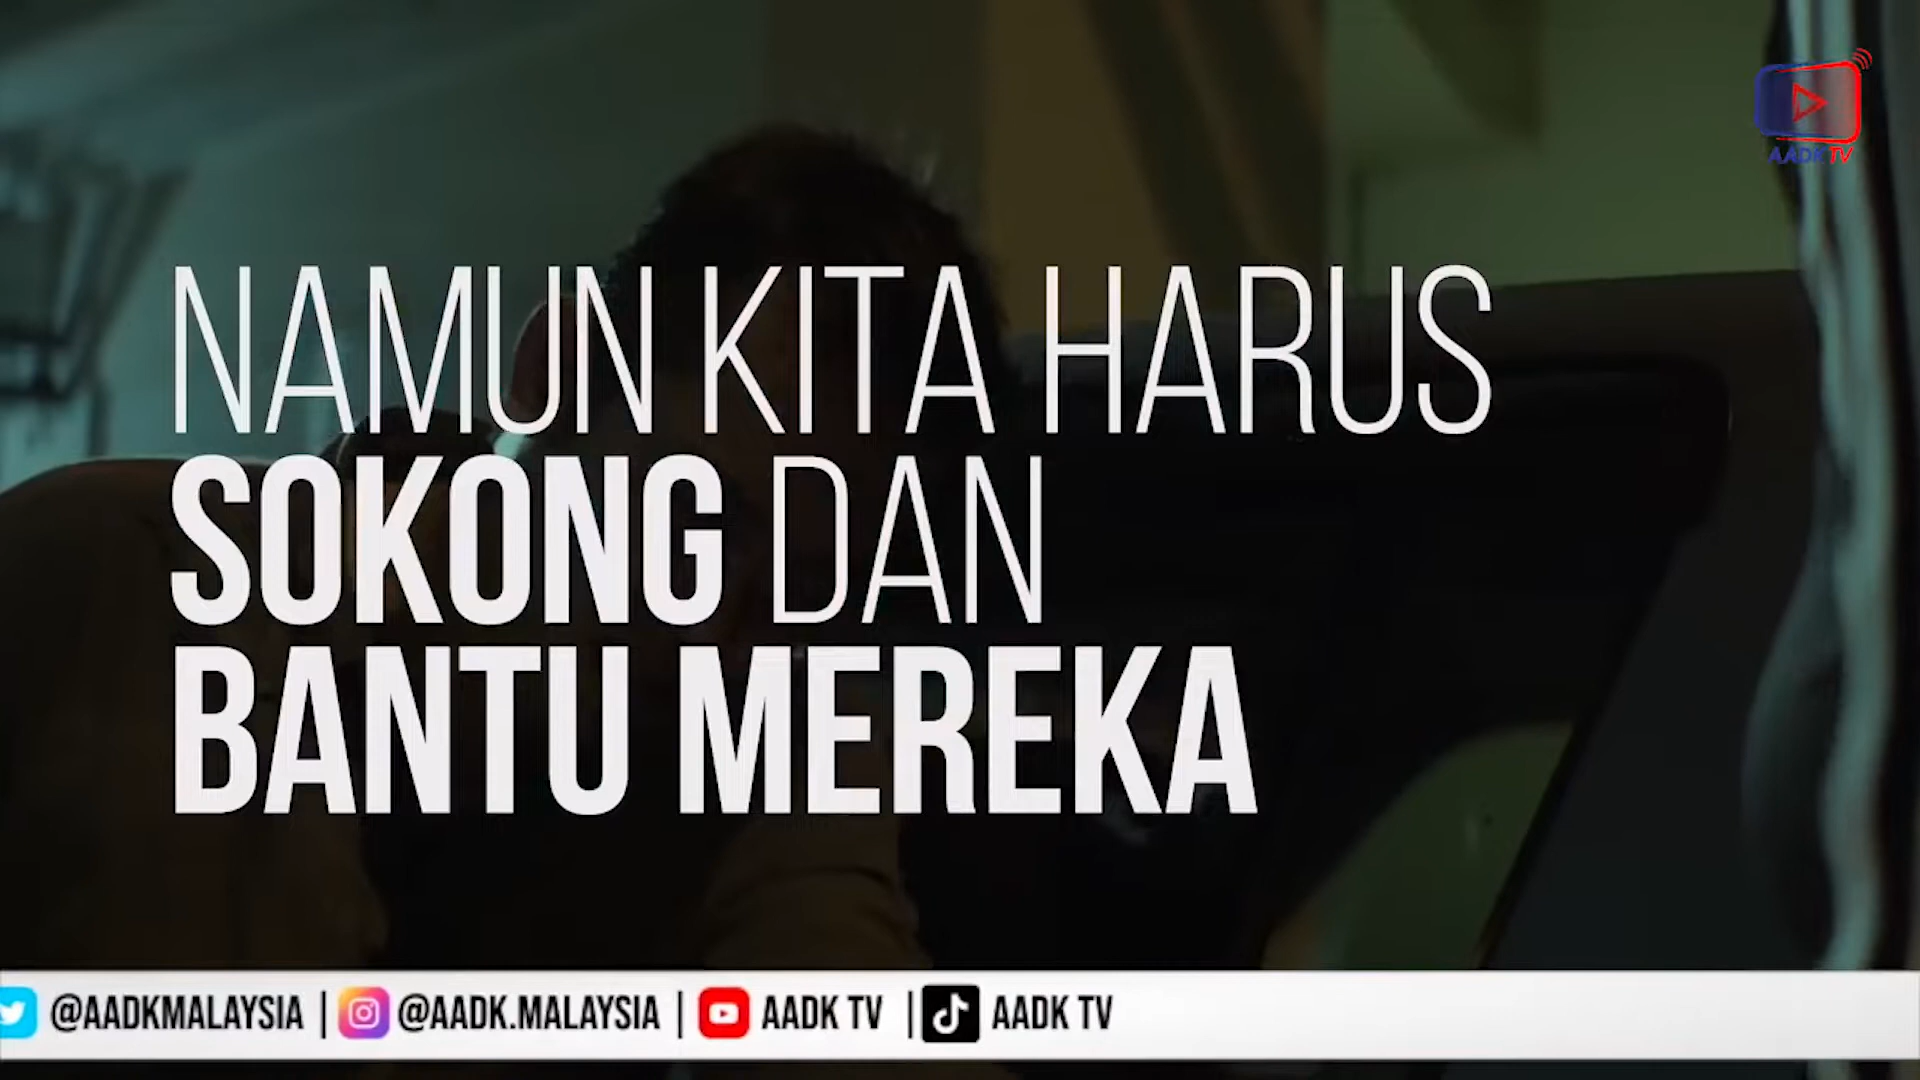 AADK TV
NAMUN KITA HARUS
SOKONG DAN
BANTU MEREKA
@AADKMALAYSIA | @AADK.MALAYSIA | AADK TV | AADK TV